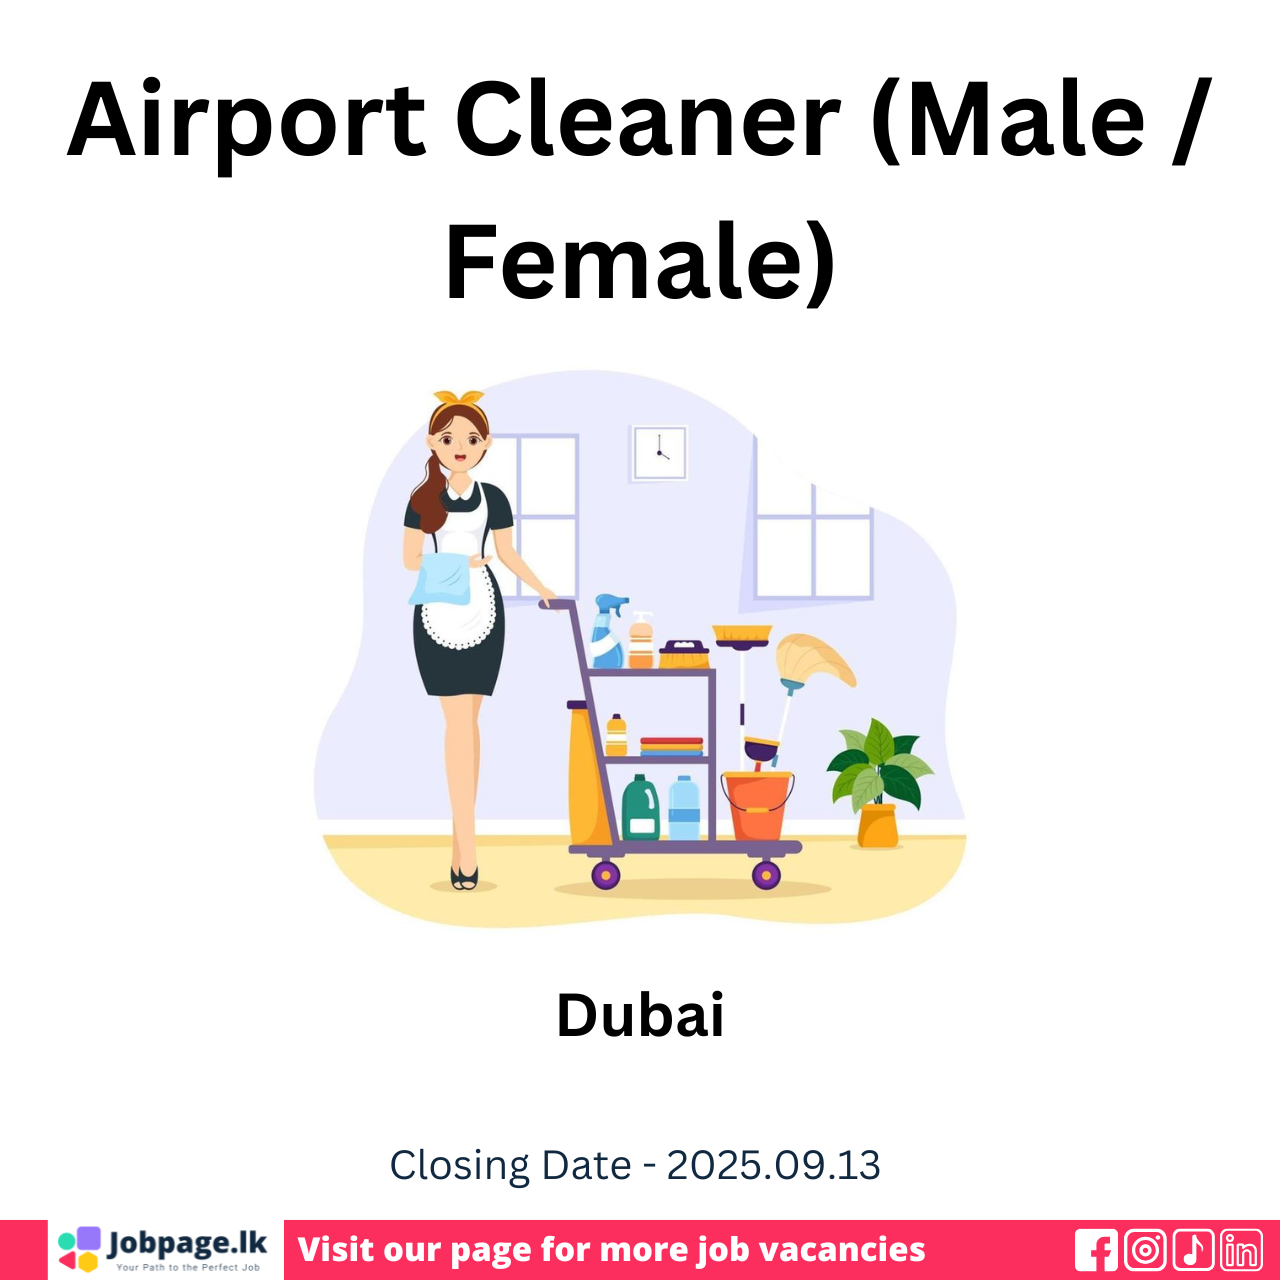 Airport Cleaner (Male /
Female)
Dubai
Closing Date - 2025.09.13
Jobpage.lk
Your Path to the Perfect Job
Visit our page for more job vacancies
in